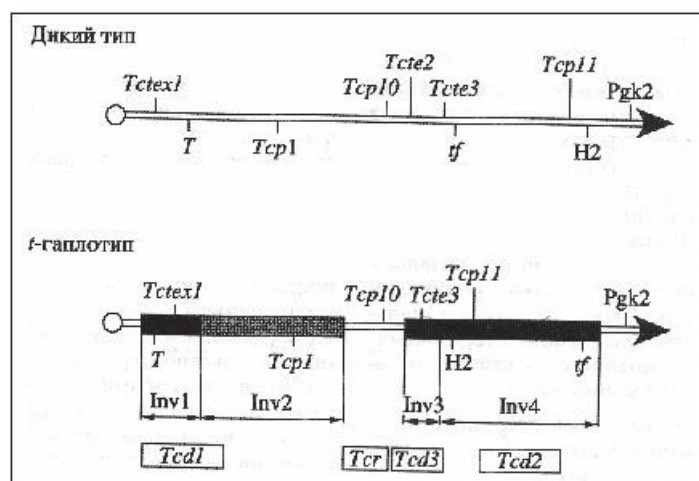 Дикий тип
Tcte2
Tcp11
Tctex1
Tcp10
Tcte3
Pgk2
T
Tcp1
tf
H2
t-гаплотип
Tcp11
Tctex1
Tcp10
Tcte3
Pgk2
T
Tcp1
H2
tf
Inv1
Inv2
Inv3
Inv4
Tcd1
Tcr
Tcd3
Tcd2